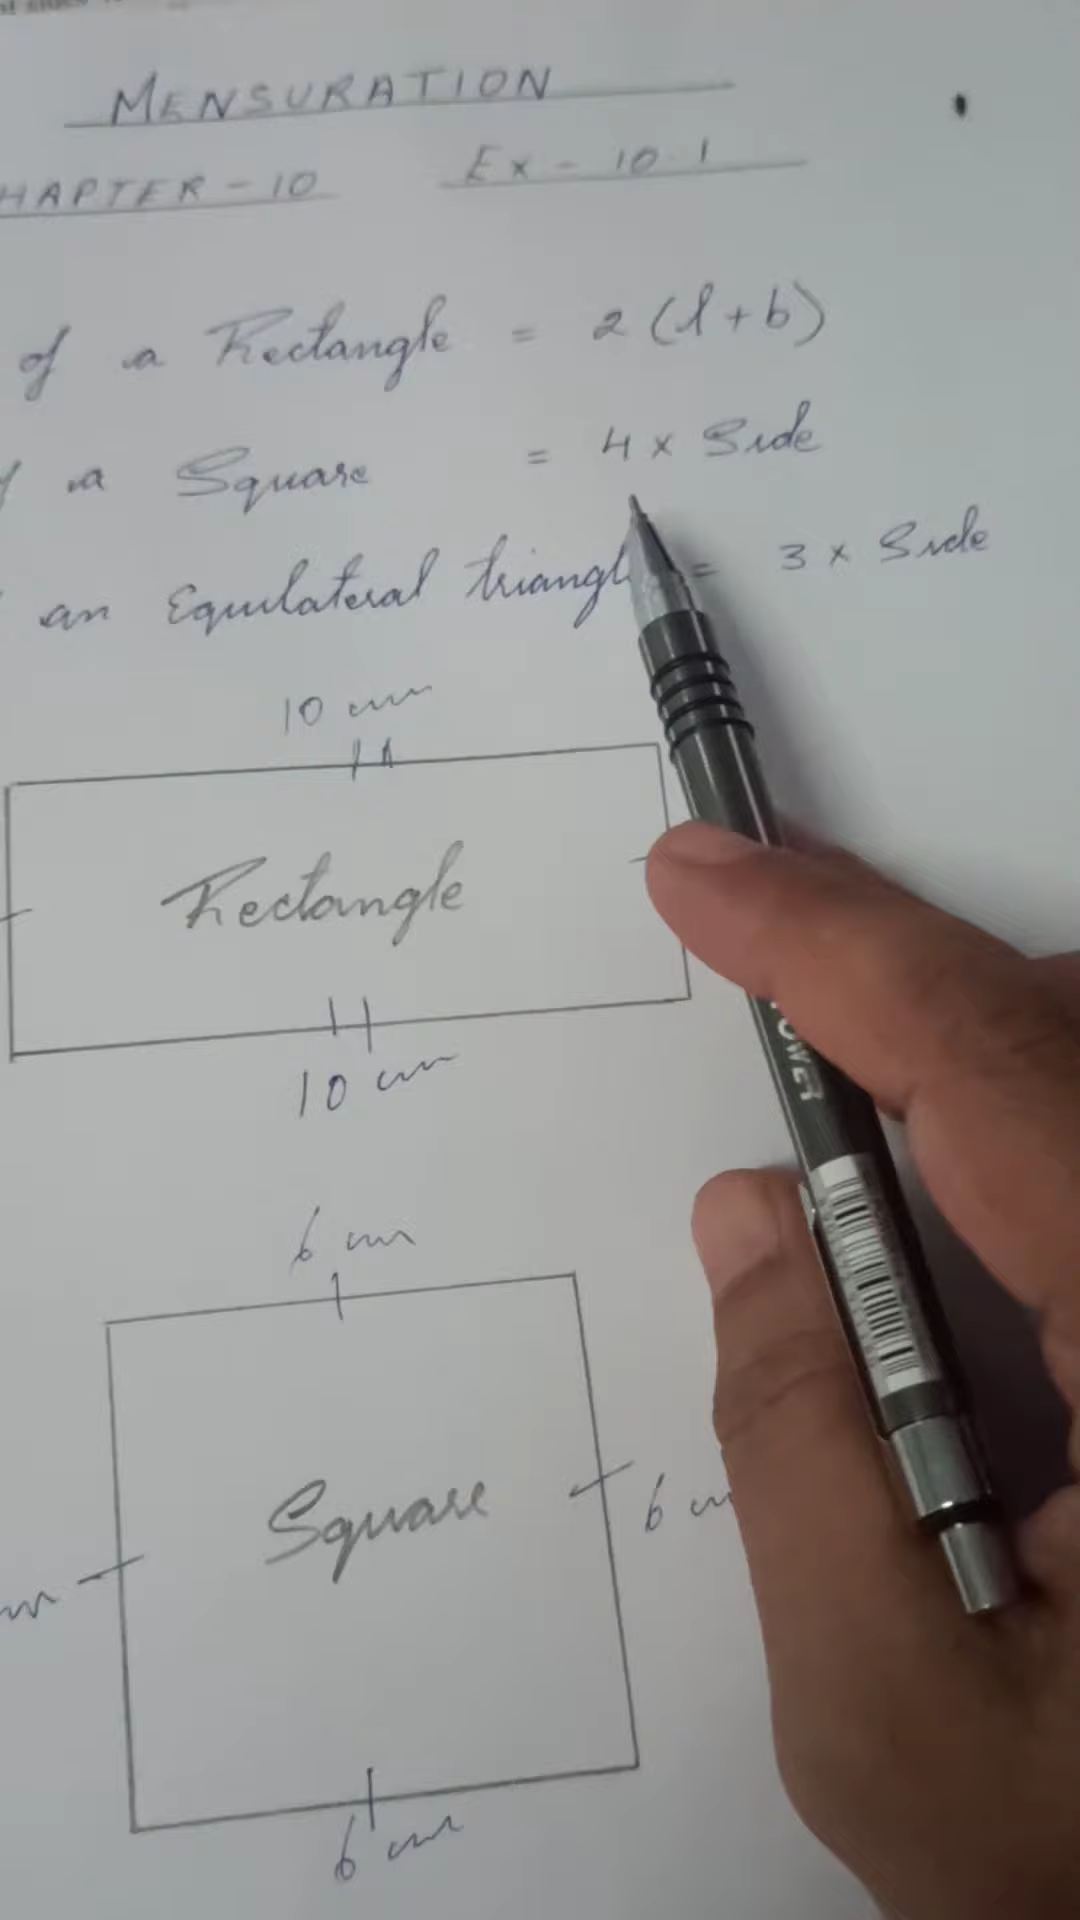 MENSURATION
HAPTER - 10 Ex - 10.1
of a Rectangle = 2 (l + b)
a Square = 4 x Side
an Equilateral triangl = 3 x Side
10 cm
Rectangle
10 cm
6 cm
Square
6 cm
6 cm